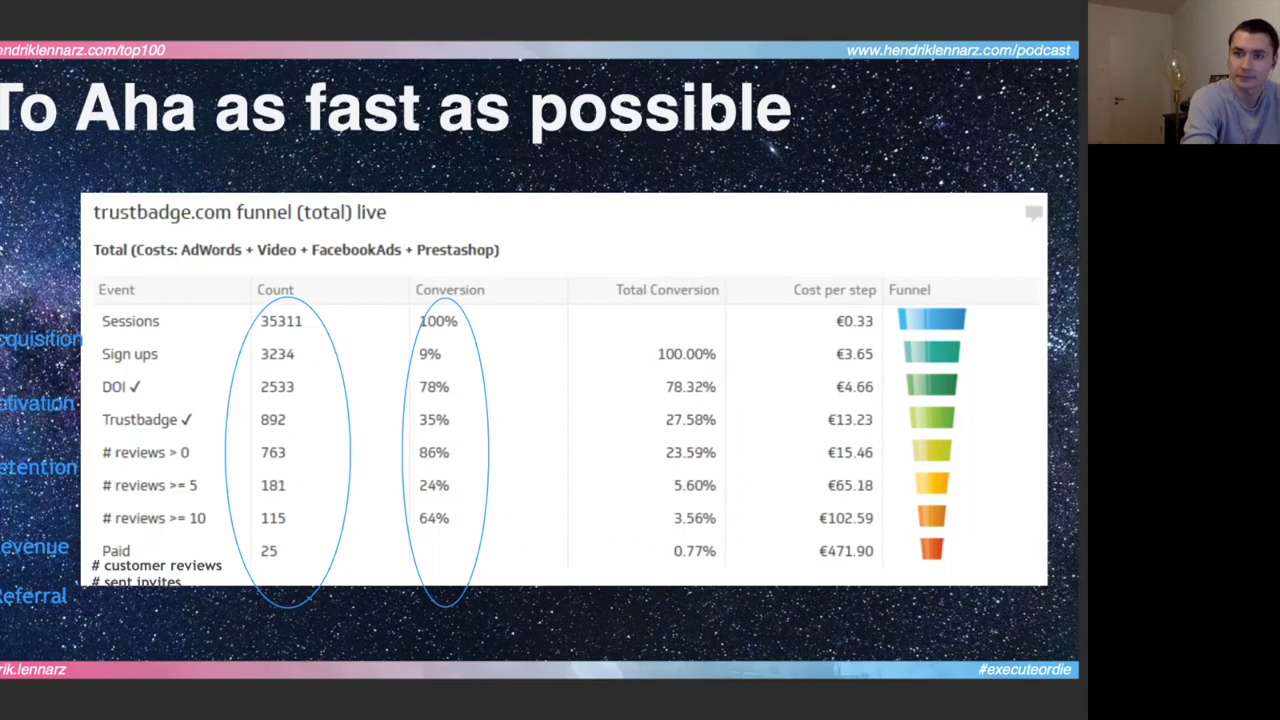 endriklennarz.com/top100
www.hendriklennarz.com/podcast
To Aha as fast as possible
trustbadge.com funnel (total) live
Total (Costs: AdWords + Video + FacebookAds + Prestashop)
Event Count Conversion Total Conversion Cost per step Funnel
Sessions 35311 100% €0.33
Sign ups 3234 9% 100.00% €3.65
cquisition
DOI ✓ 2533 78% 78.32% €4.66
ctivation
Trustbadge ✓ 892 35% 27.58% €13.23
# reviews > 0 763 86% 23.59% €15.46
etention
# reviews >= 5 181 24% 5.60% €65.18
# reviews >= 10 115 64% 3.56% €102.59
evenue
Paid 25 0.77% €471.90
# customer reviews
# sent invites
Referral
rik.lennarz
#executeordie